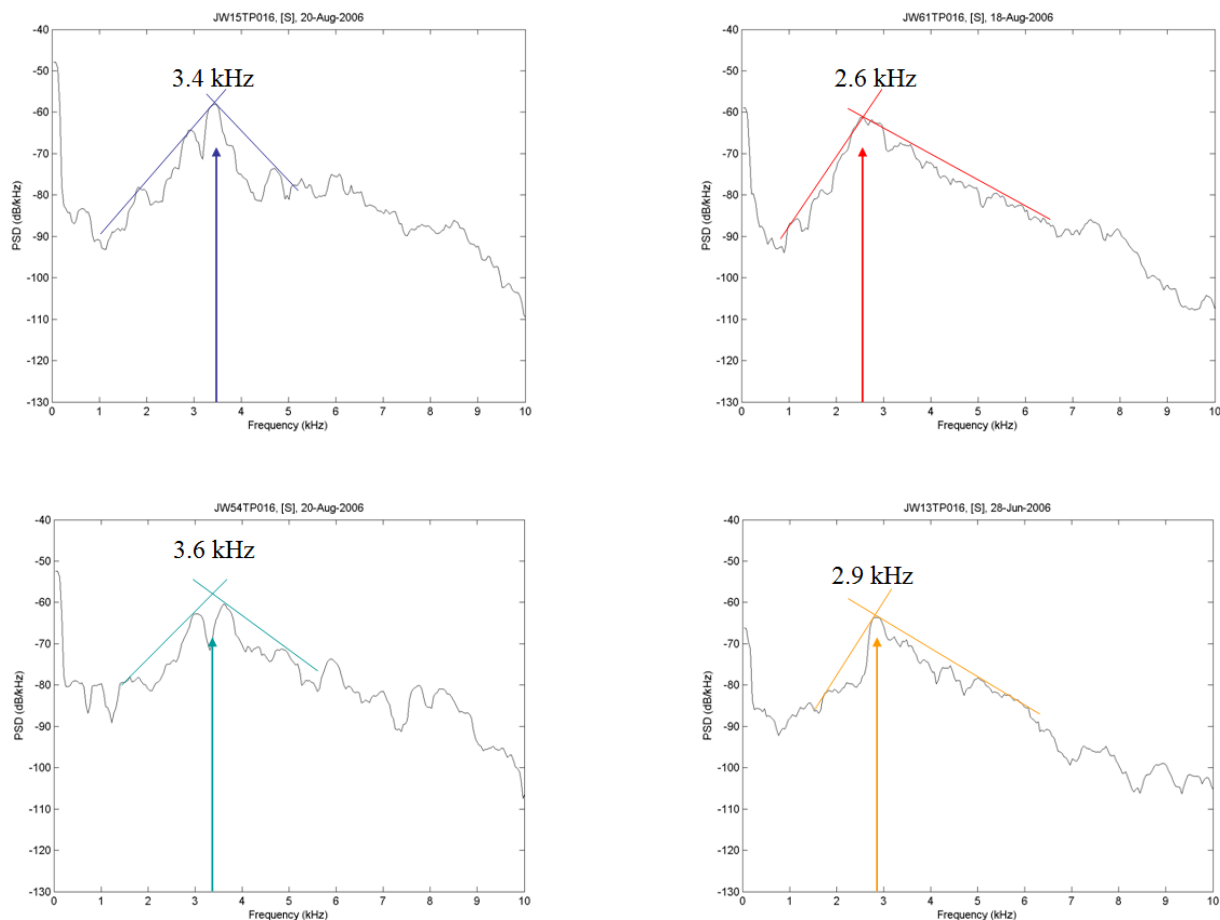 JW15TP016, [S], 20-Aug-2006
3.4 kHz
PSD (dB/kHz)
-40
-50
-60
-70
-80
-90
-100
-110
-120
-130
0 1 2 3 4 5 6 7 8 9 10
Frequency (kHz)
JW61TP016, [S], 18-Aug-2006
2.6 kHz
PSD (dB/kHz)
-40
-50
-60
-70
-80
-90
-100
-110
-120
-130
0 1 2 3 4 5 6 7 8 9 10
Frequency (kHz)
JW54TP016, [S], 20-Aug-2006
3.6 kHz
PSD (dB/kHz)
-40
-50
-60
-70
-80
-90
-100
-110
-120
-130
0 1 2 3 4 5 6 7 8 9 10
Frequency (kHz)
JW13TP016, [S], 28-Jun-2006
2.9 kHz
PSD (dB/kHz)
-40
-50
-60
-70
-80
-90
-100
-110
-120
-130
0 1 2 3 4 5 6 7 8 9 10
Frequency (kHz)